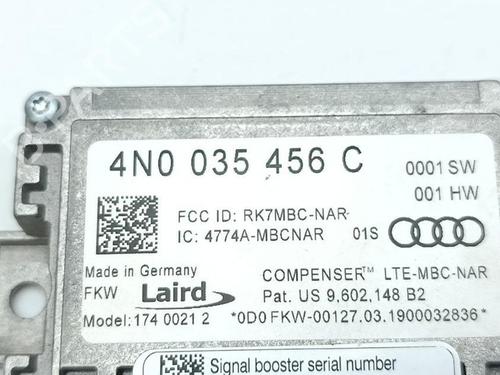 4N0 035 456 C
0001 SW
001 HW
FCC ID: RK7MBC-NAR
IC: 4774A-MBCNAR
01S
Made in Germany
FKW
Laird
COMPENSER™ LTE-MBC-NAR
Pat. US 9,602,148 B2
Model: 174 0021 2
*0D0 FKW-00127.03.1900032836*
Signal booster serial number